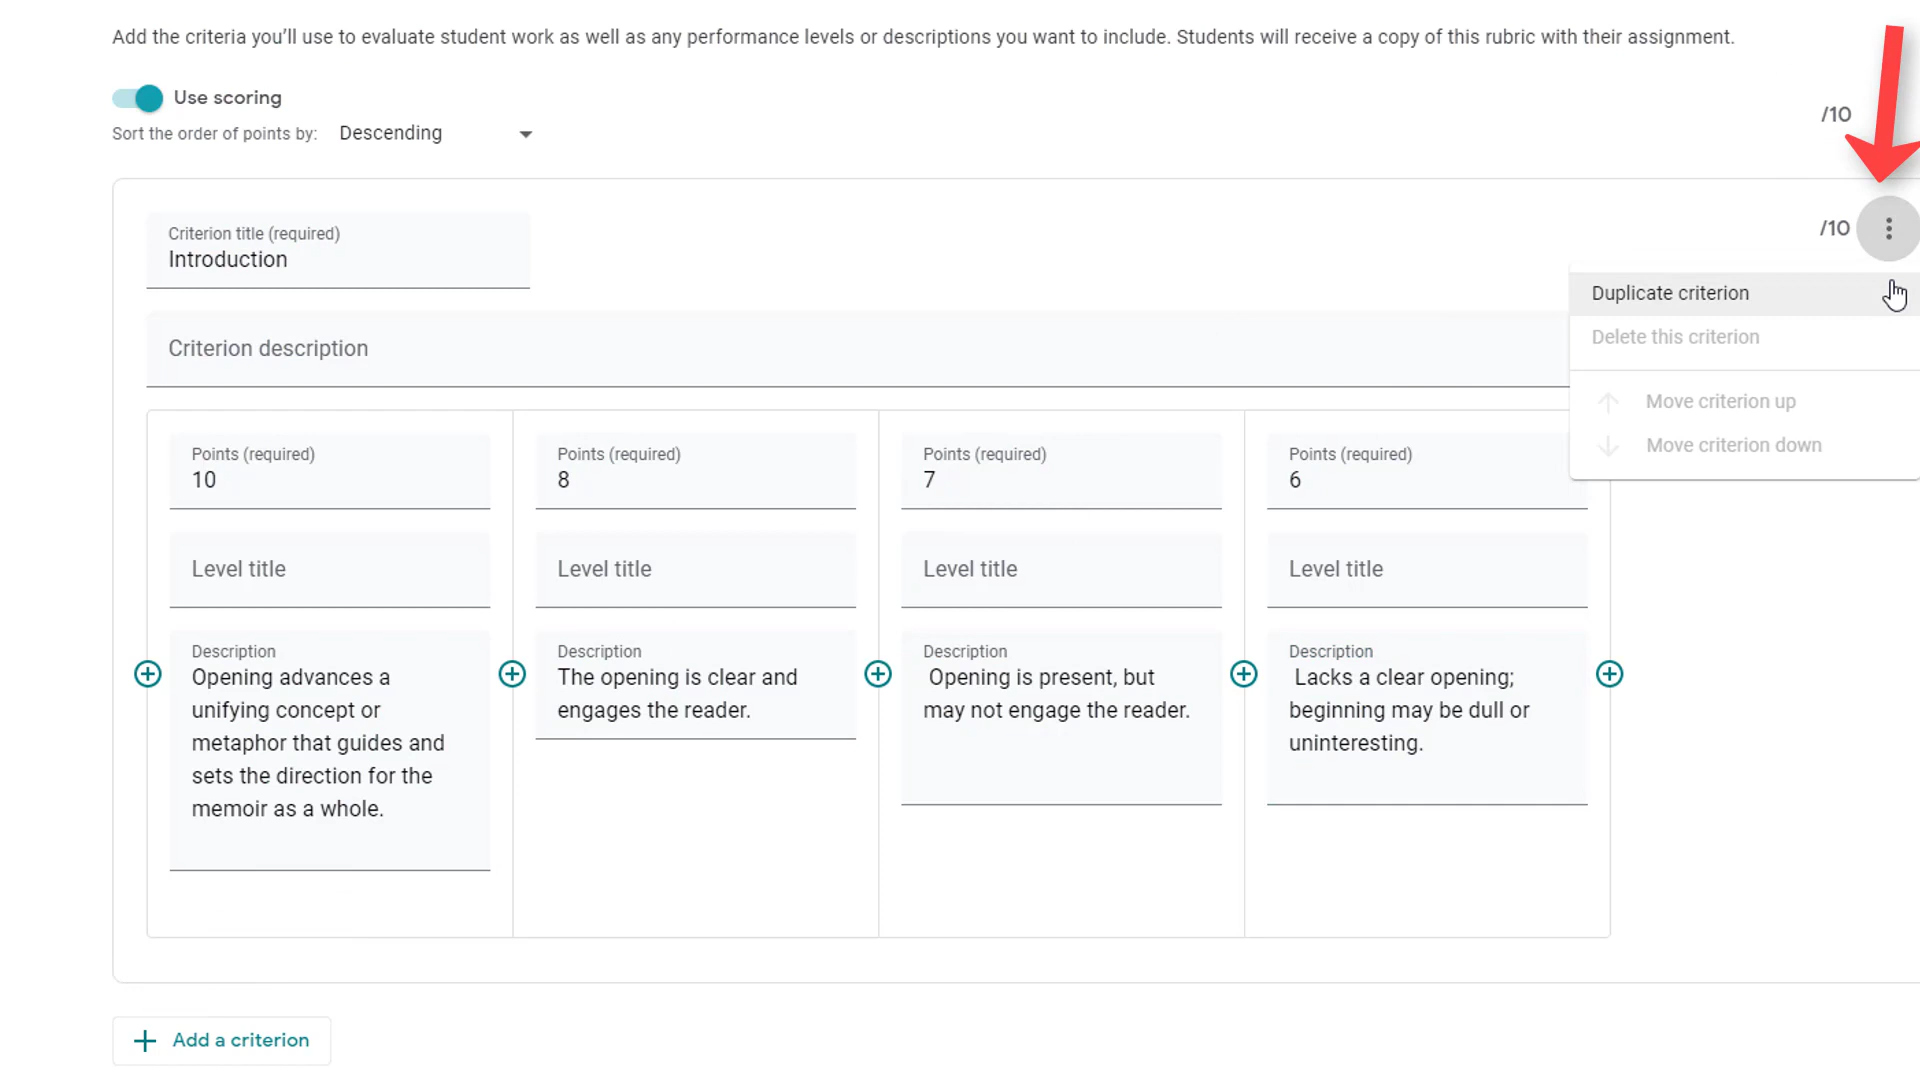 Add the criteria you’ll use to evaluate student work as well as any performance levels or descriptions you want to include. Students will receive a copy of this rubric with their assignment.
Use scoring
Sort the order of points by: Descending
/10
Criterion title (required)
Introduction
/10
Duplicate criterion
Delete this criterion
Move criterion up
Move criterion down
Criterion description
Points (required)
10
Level title
Description
Opening advances a
unifying concept or
metaphor that guides and
sets the direction for the
memoir as a whole.
Points (required)
8
Level title
Description
The opening is clear and
engages the reader.
Points (required)
7
Level title
Description
Opening is present, but
may not engage the reader.
Points (required)
6
Level title
Description
Lacks a clear opening;
beginning may be dull or
uninteresting.
Add a criterion